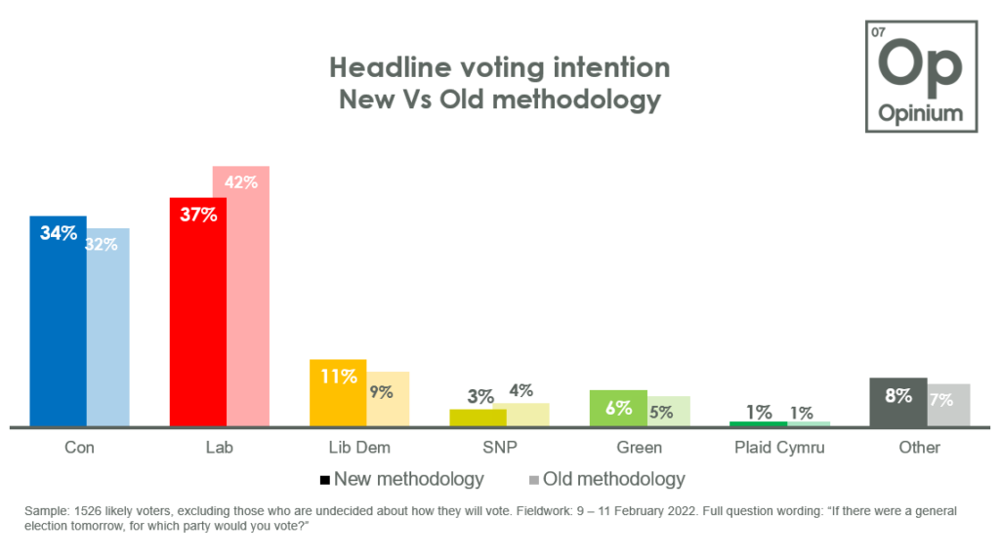 07
Op
Opinium
Headline voting intention
New Vs Old methodology
34%
32%
37%
42%
11%
9%
3%
4%
6%
5%
1%
1%
8%
7%
Con
Lab
Lib Dem
SNP
Green
Plaid Cymru
Other
New methodology
Old methodology
Sample: 1526 likely voters, excluding those who are undecided about how they will vote. Fieldwork: 9 – 11 February 2022. Full question wording: “If there were a general
election tomorrow, for which party would you vote?”